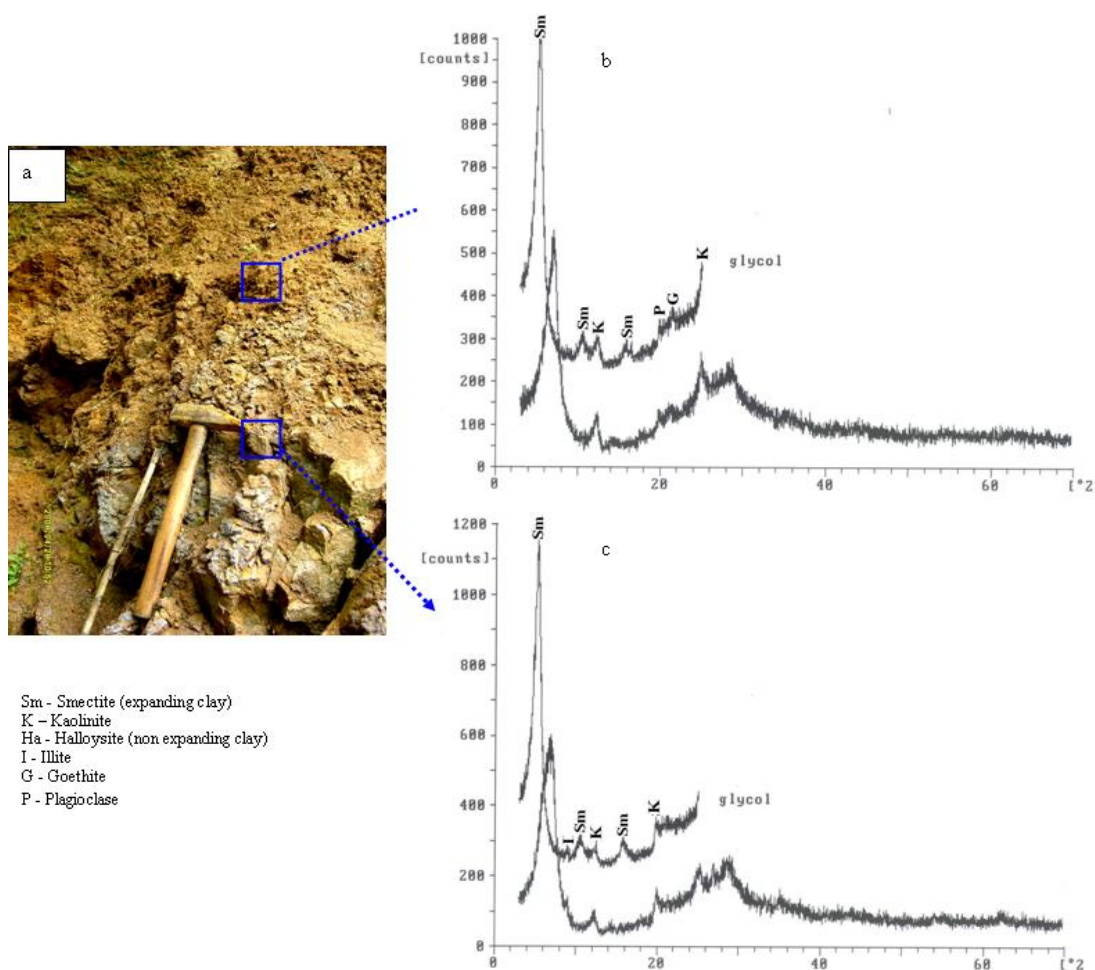 a
b
Sm
1000
[counts]
900
800
700
600
500
400
300
200
100
0
Sm
K
Sm
P
G
K
glycol
0
20
40
60
[°2
c
Sm
1200
[counts]
1000
800
600
400
200
0
I
Sm
K
Sm
K
glycol
0
20
40
60
[°2
Sm - Smectite (expanding clay)
K – Kaolinite
Ha - Halloysite (non expanding clay)
I - Illite
G - Goethite
P - Plagioclase